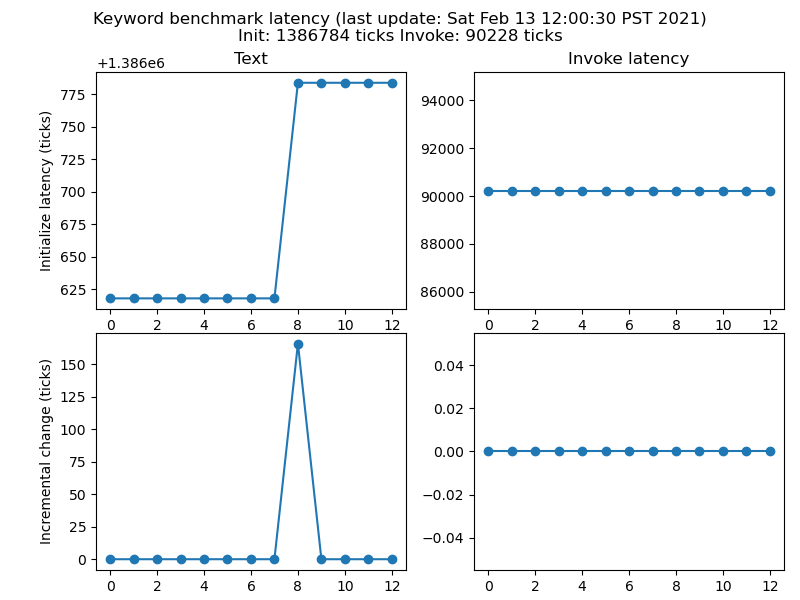 Keyword benchmark latency (last update: Sat Feb 13 12:00:30 PST 2021)
Init: 1386784 ticks Invoke: 90228 ticks
Text
+1.386e6
Initialize latency (ticks)
775
750
725
700
675
650
625
0 2 4 6 8 10 12
Invoke latency
94000
92000
90000
88000
86000
0 2 4 6 8 10 12
Incremental change (ticks)
150
125
100
75
50
25
0
0 2 4 6 8 10 12
0.04
0.02
0.00
−0.02
−0.04
0 2 4 6 8 10 12